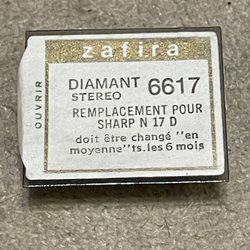 zafira
OUVRIR
DIAMANT 6617
STEREO
REMPLACEMENT POUR
SHARP N 17 D
doit être changé "en
moyenne"ts.les 6 mois